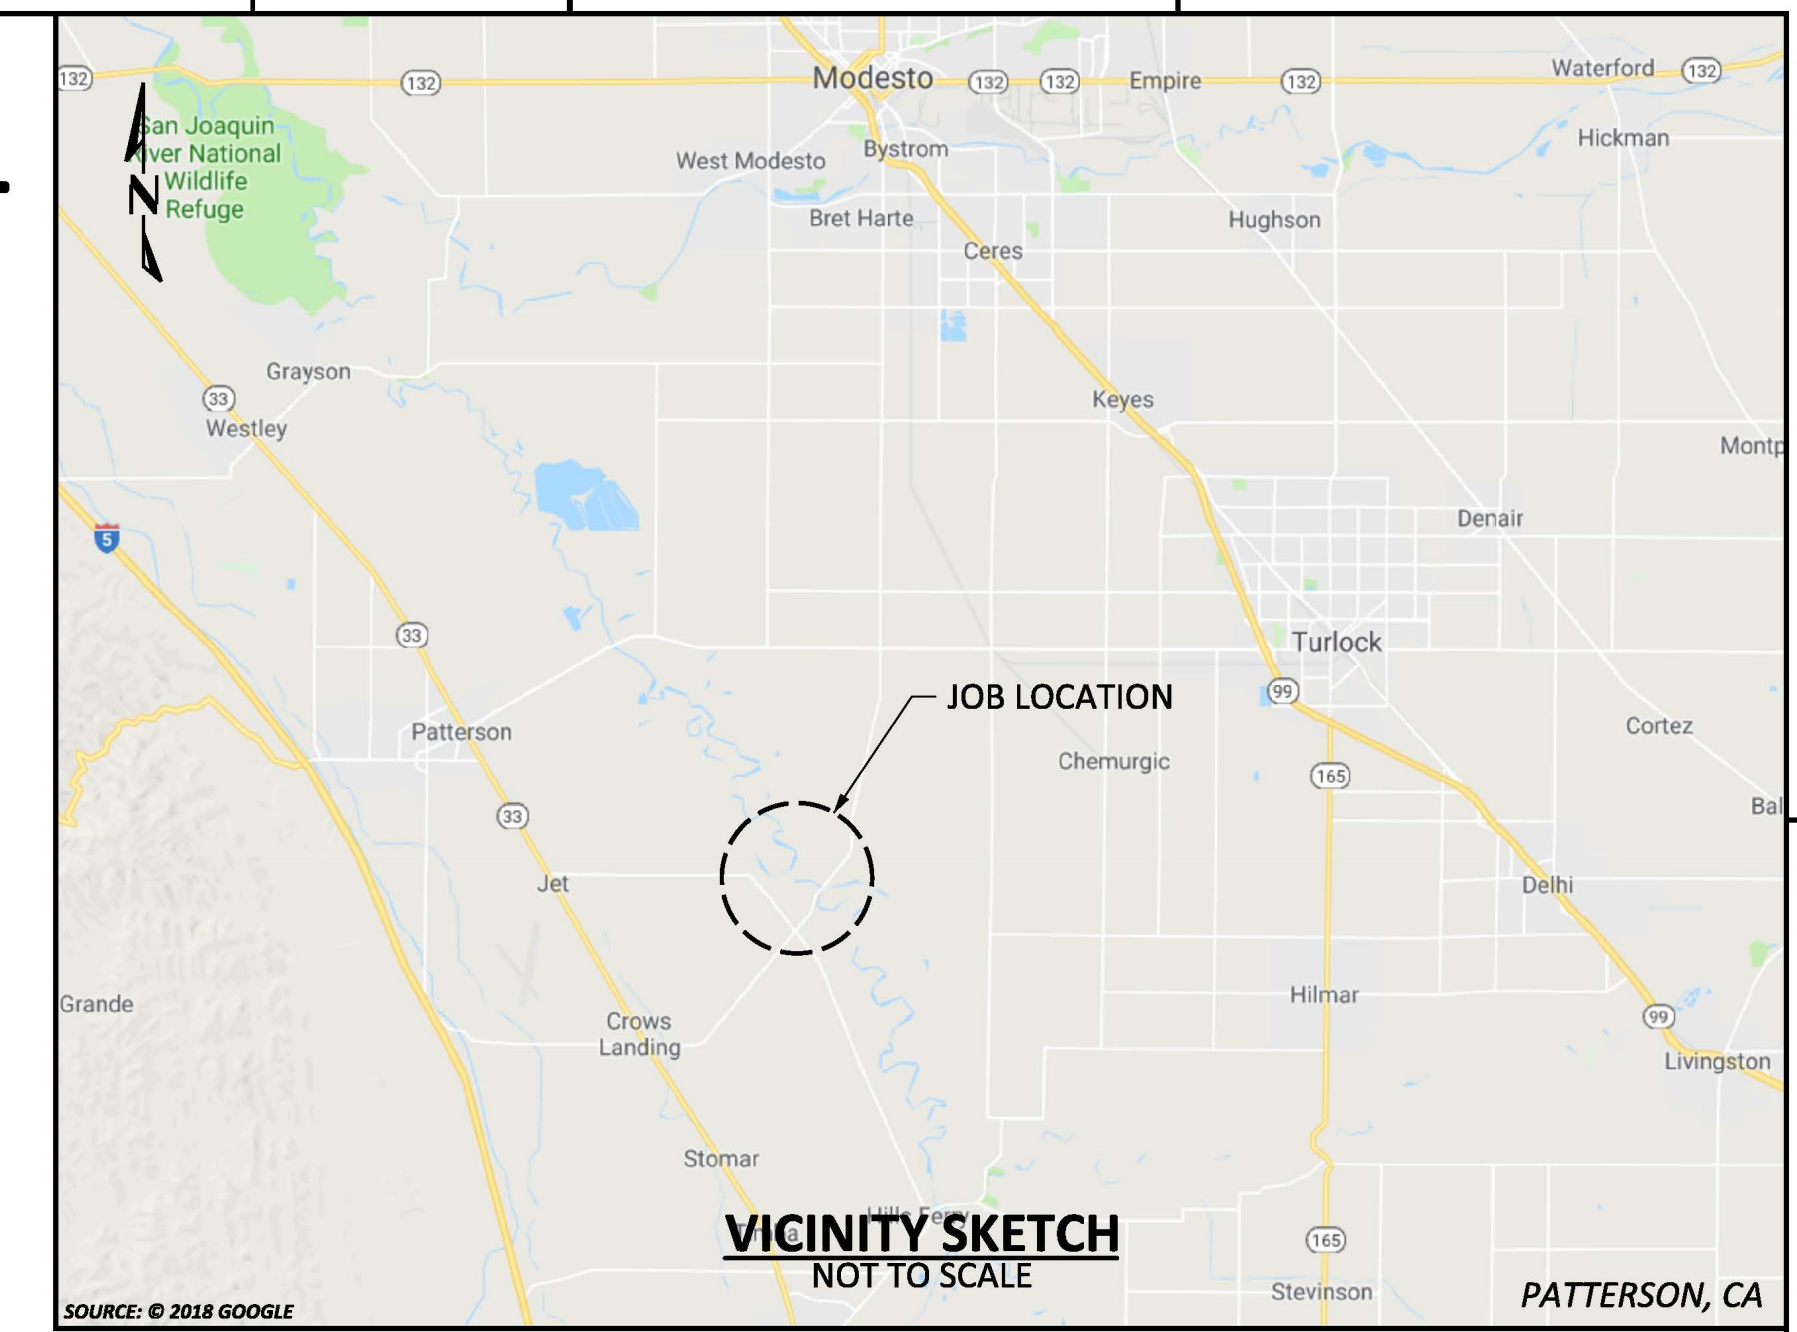 132
132
Modesto
132
132
Empire
132
Waterford
132
San Joaquin
River National
Wildlife
Refuge
N
West Modesto
Bystrom
Hickman
Bret Harte
Hughson
Ceres
Grayson
33
Westley
Keyes
Montp
5
Denair
33
Turlock
99
JOB LOCATION
Patterson
Cortez
Chemurgic
165
Bal
33
Jet
Delhi
Grande
Hilmar
Crows
Landing
99
Livingston
Stomar
Hills Ferry
VICINITY SKETCH
NOT TO SCALE
165
Stevinson
PATTERSON, CA
SOURCE: © 2018 GOOGLE